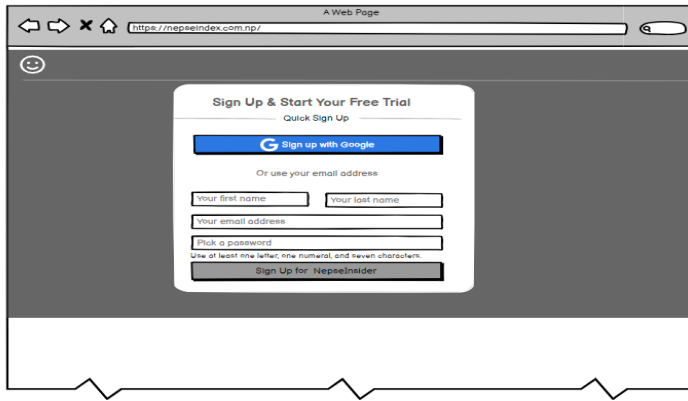 A Web Page
https://nepseindex.com.np/
Sign Up & Start Your Free Trial
Quick Sign Up
G Sign up with Google
Or use your email address
Your first name
Your last name
Your email address
Pick a password
Use at least one letter, one numeral, and seven characters.
Sign Up for NepseInsider